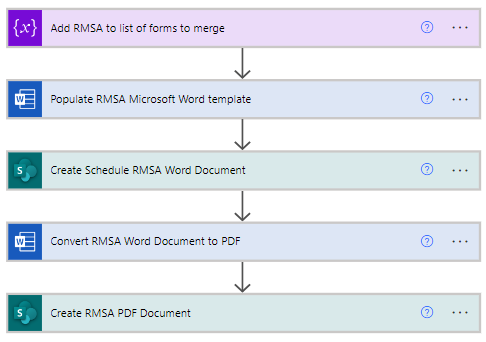 {x} Add RMSA to list of forms to merge ? ...
W Populate RMSA Microsoft Word template ? ...
S Create Schedule RMSA Word Document ? ...
W Convert RMSA Word Document to PDF ? ...
S Create RMSA PDF Document ? ...